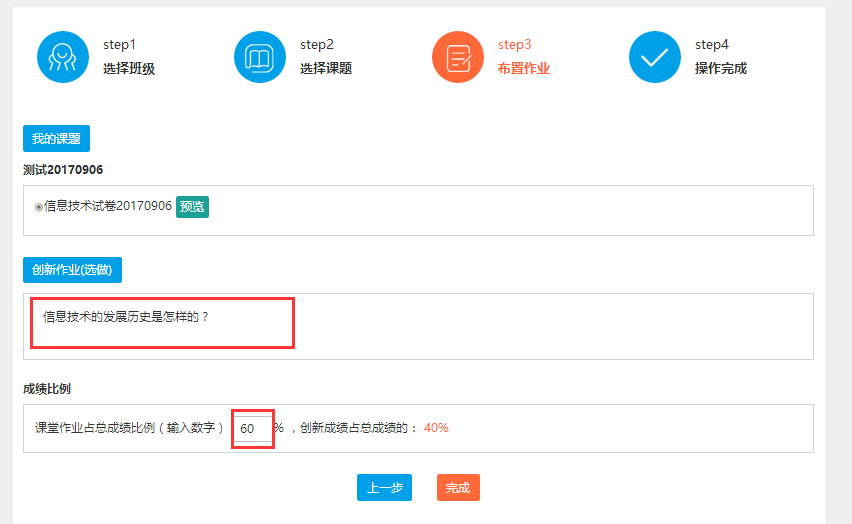 step1
选择班级
step2
选择课题
step3
布置作业
step4
操作完成
我的课题
测试20170906
信息技术试卷20170906 预览
创新作业(选做)
信息技术的发展历史是怎样的？
成绩比例
课堂作业占总成绩比例（输入数字） 60 % ，创新成绩占总成绩的： 40%
上一步 完成